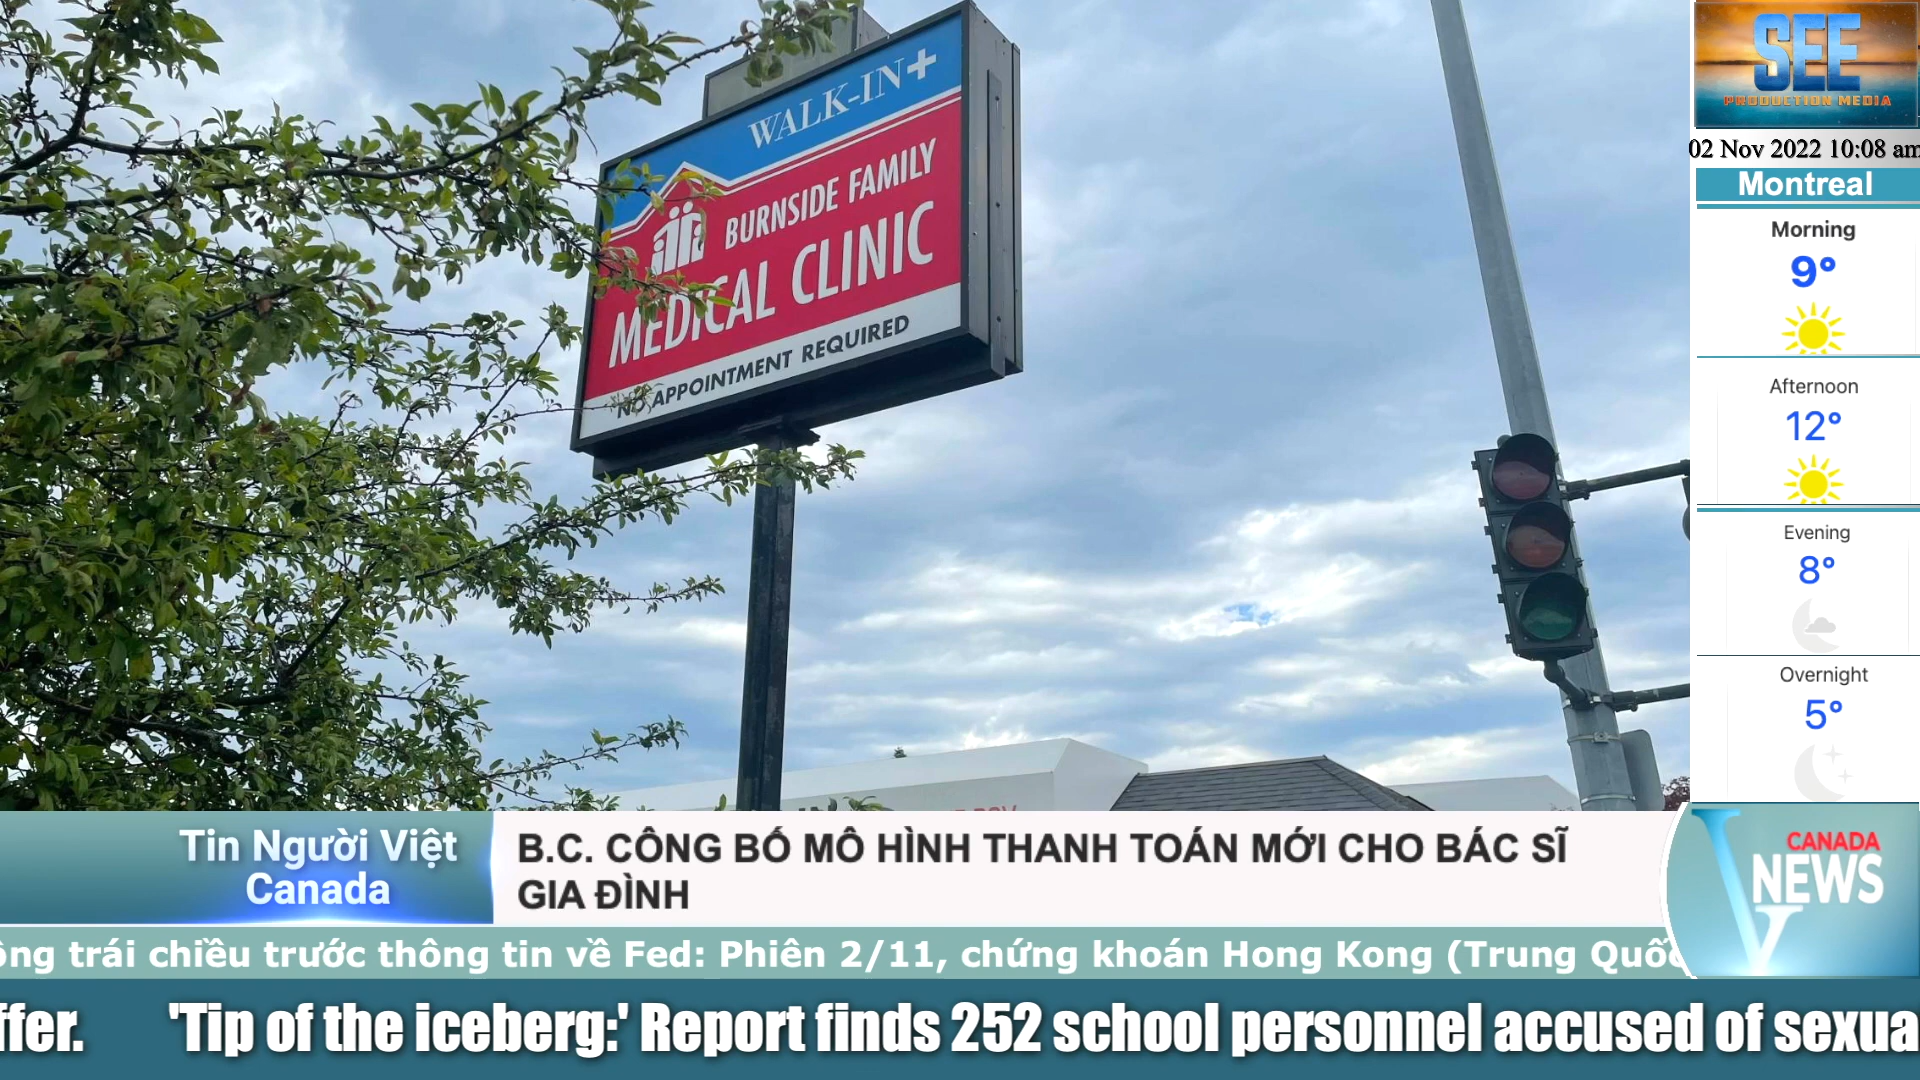 WALK-IN+
BURNSIDE FAMILY
MEDICAL CLINIC
NO APPOINTMENT REQUIRED
SEE
PRODUCTION MEDIA
02 Nov 2022 10:08 am
Montreal
Morning
9°
Afternoon
12°
Evening
8°
Overnight
5°
Tin Người Việt
Canada
B.C. CÔNG BỐ MÔ HÌNH THANH TOÁN MỚI CHO BÁC SĨ
GIA ĐÌNH
CANADA
V NEWS
trái chiều trước thông tin về Fed: Phiên 2/11, chứng khoán Hong Kong (Trung Quốc
'Tip of the iceberg:' Report finds 252 school personnel accused of